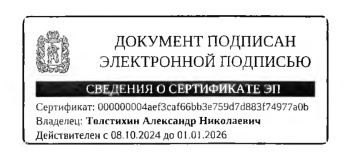 ДОКУМЕНТ ПОДПИСАН
ЭЛЕКТРОННОЙ ПОДПИСЬЮ
СВЕДЕНИЯ О СЕРТИФИКАТЕ ЭП
Сертификат: 000000004aef3caf66bb3e759d7d883f74977a0b
Владелец: Толстихин Александр Николаевич
Действителен с 08.10.2024 до 01.01.2026